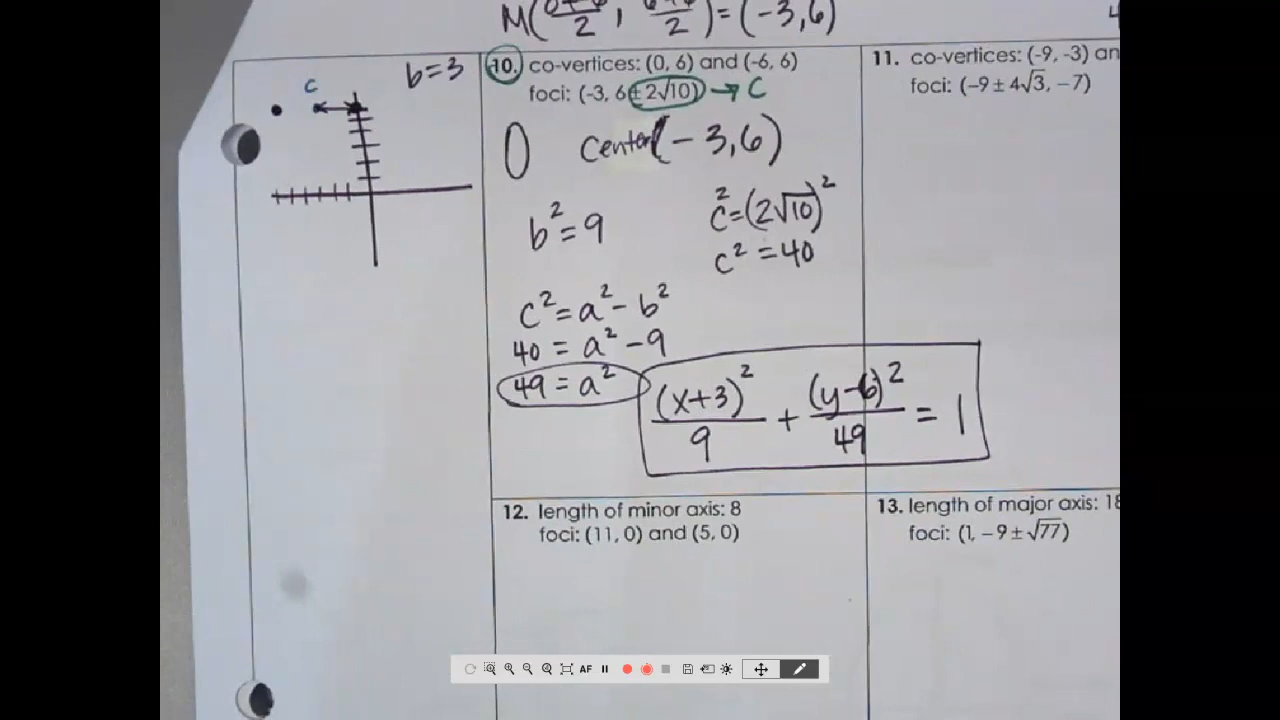 M( /2, /2) = (-3, 6)
b=3
C
10. co-vertices: (0, 6) and (-6, 6)
foci: (-3, 6 ± 2√10) → C
Center (-3, 6)
b² = 9
c² = (2√10)²
c² = 40
c² = a² - b²
40 = a² - 9
49 = a²
(x+3)²/9 + (y-6)²/49 = 1
11. co-vertices: (-9, -3) an
foci: (-9 ± 4√3, -7)
12. length of minor axis: 8
foci: (11, 0) and (5, 0)
13. length of major axis: 18
foci: (1, -9 ± √77)
AF